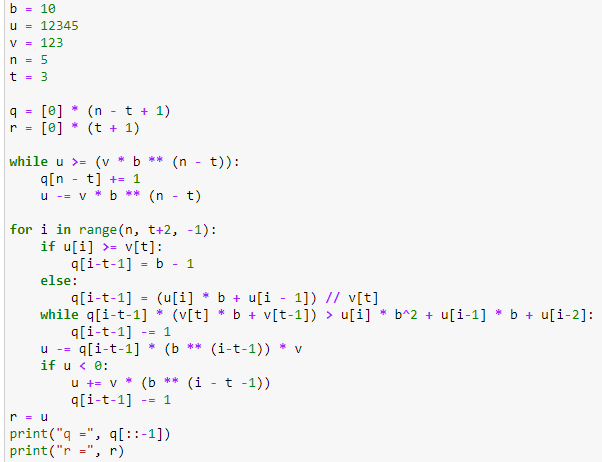 b = 10
u = 12345
v = 123
n = 5
t = 3
q = [0] * (n - t + 1)
r = [0] * (t + 1)
while u >= (v * b ** (n - t)):
    q[n - t] += 1
    u -= v * b ** (n - t)
for i in range(n, t+2, -1):
    if u[i] >= v[t]:
        q[i-t-1] = b - 1
    else:
        q[i-t-1] = (u[i] * b + u[i - 1]) // v[t]
    while q[i-t-1] * (v[t] * b + v[t-1]) > u[i] * b^2 + u[i-1] * b + u[i-2]:
        q[i-t-1] -= 1
    u -= q[i-t-1] * (b ** (i-t-1)) * v
    if u < 0:
        u += v * (b ** (i - t -1))
        q[i-t-1] -= 1
r = u
print("q =", q[::-1])
print("r =", r)